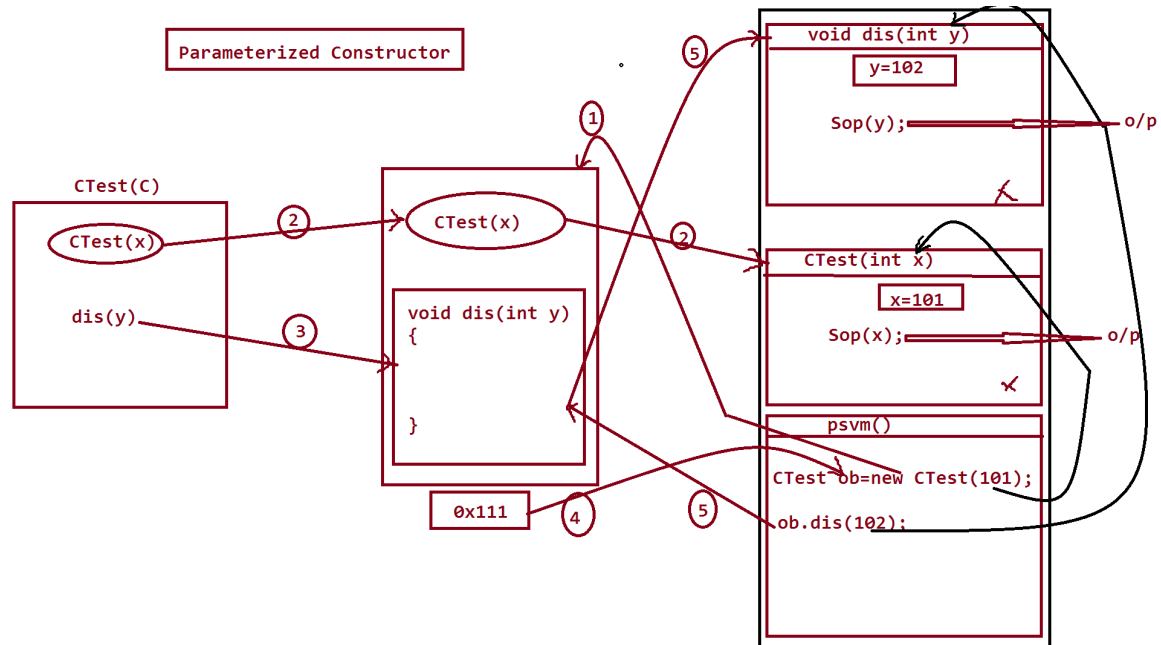 Parameterized Constructor
CTest(C)
CTest(x)
dis(y)
2
3
1
CTest(x)
void dis(int y)
{
}
0x111
4
5
2
5
void dis(int y)
y=102
Sop(y);
o/p
x
CTest(int x)
x=101
Sop(x);
o/p
x
psvm()
CTest ob=new CTest(101);
ob.dis(102);